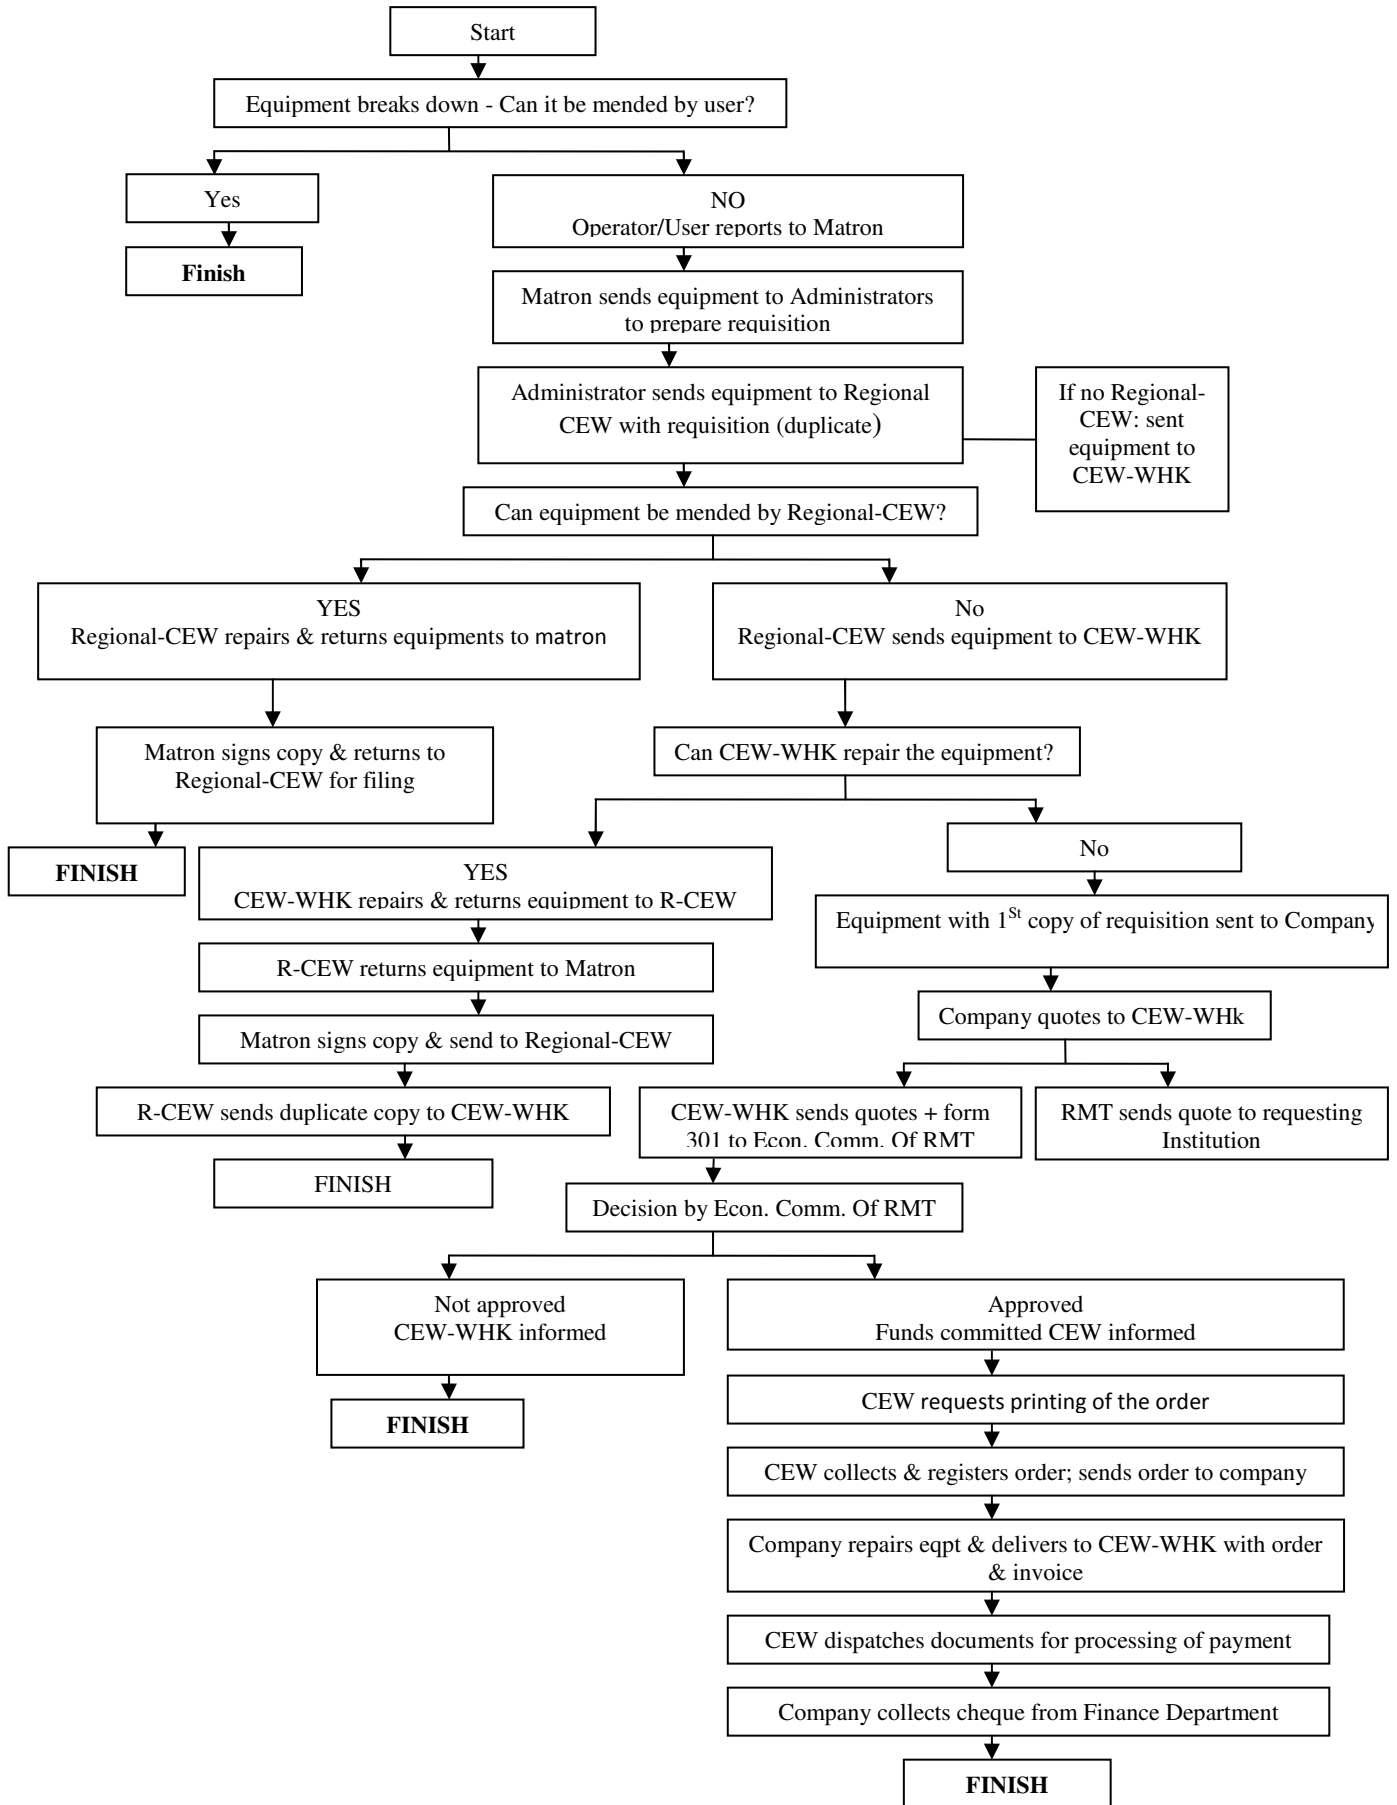 Start
Equipment breaks down - Can it be mended by user?
Yes
NO
Operator/User reports to Matron
Finish
Matron sends equipment to Administrators
to prepare requisition
Administrator sends equipment to Regional
CEW with requisition (duplicate)
If no Regional-
CEW: sent
equipment to
CEW-WHK
Can equipment be mended by Regional-CEW?
YES
Regional-CEW repairs & returns equipments to matron
No
Regional-CEW sends equipment to CEW-WHK
Matron signs copy & returns to
Regional-CEW for filing
Can CEW-WHK repair the equipment?
FINISH
YES
CEW-WHK repairs & returns equipment to R-CEW
No
Equipment with 1St copy of requisition sent to Company
R-CEW returns equipment to Matron
Company quotes to CEW-WHk
Matron signs copy & send to Regional-CEW
R-CEW sends duplicate copy to CEW-WHK
CEW-WHK sends quotes + form
301 to Econ. Comm. Of RMT
RMT sends quote to requesting
Institution
FINISH
Decision by Econ. Comm. Of RMT
Not approved
CEW-WHK informed
Approved
Funds committed CEW informed
FINISH
CEW requests printing of the order
CEW collects & registers order; sends order to company
Company repairs eqpt & delivers to CEW-WHK with order
& invoice
CEW dispatches documents for processing of payment
Company collects cheque from Finance Department
FINISH